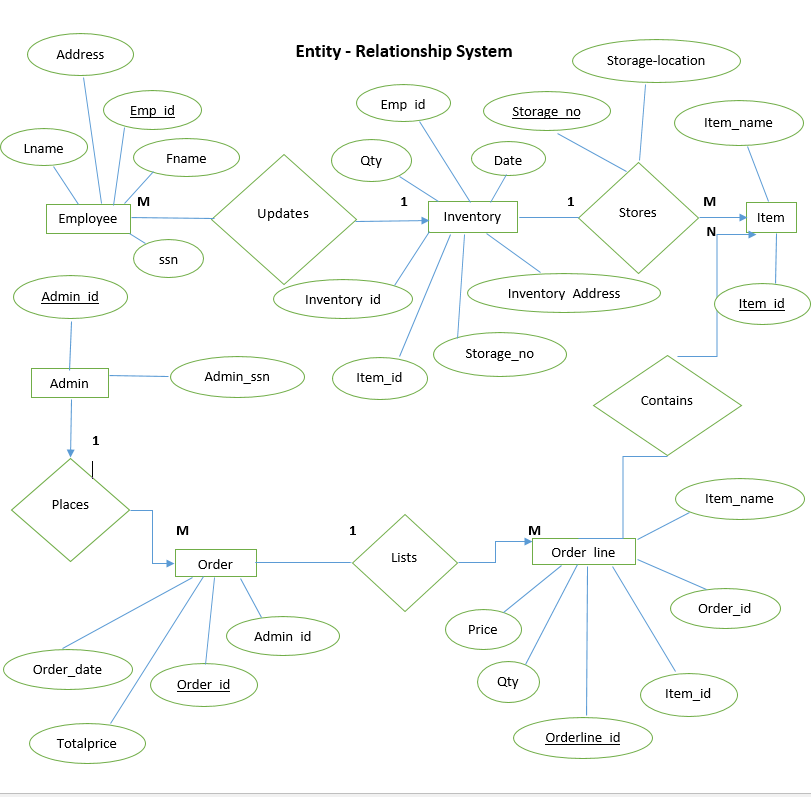 Entity - Relationship System
Address
Storage-location
Emp_id
Emp_id
Storage_no
Item_name
Lname
Fname
Qty
Date
M
1
1
M
Employee
Updates
Inventory
Stores
Item
N
ssn
Admin_id
Inventory_id
Inventory_Address
Item_id
Storage_no
Admin
Admin_ssn
Item_id
Contains
1
Places
Item_name
M
1
M
Order
Lists
Order_line
Order_id
Admin_id
Price
Order_date
Order_id
Qty
Item_id
Totalprice
Orderline_id